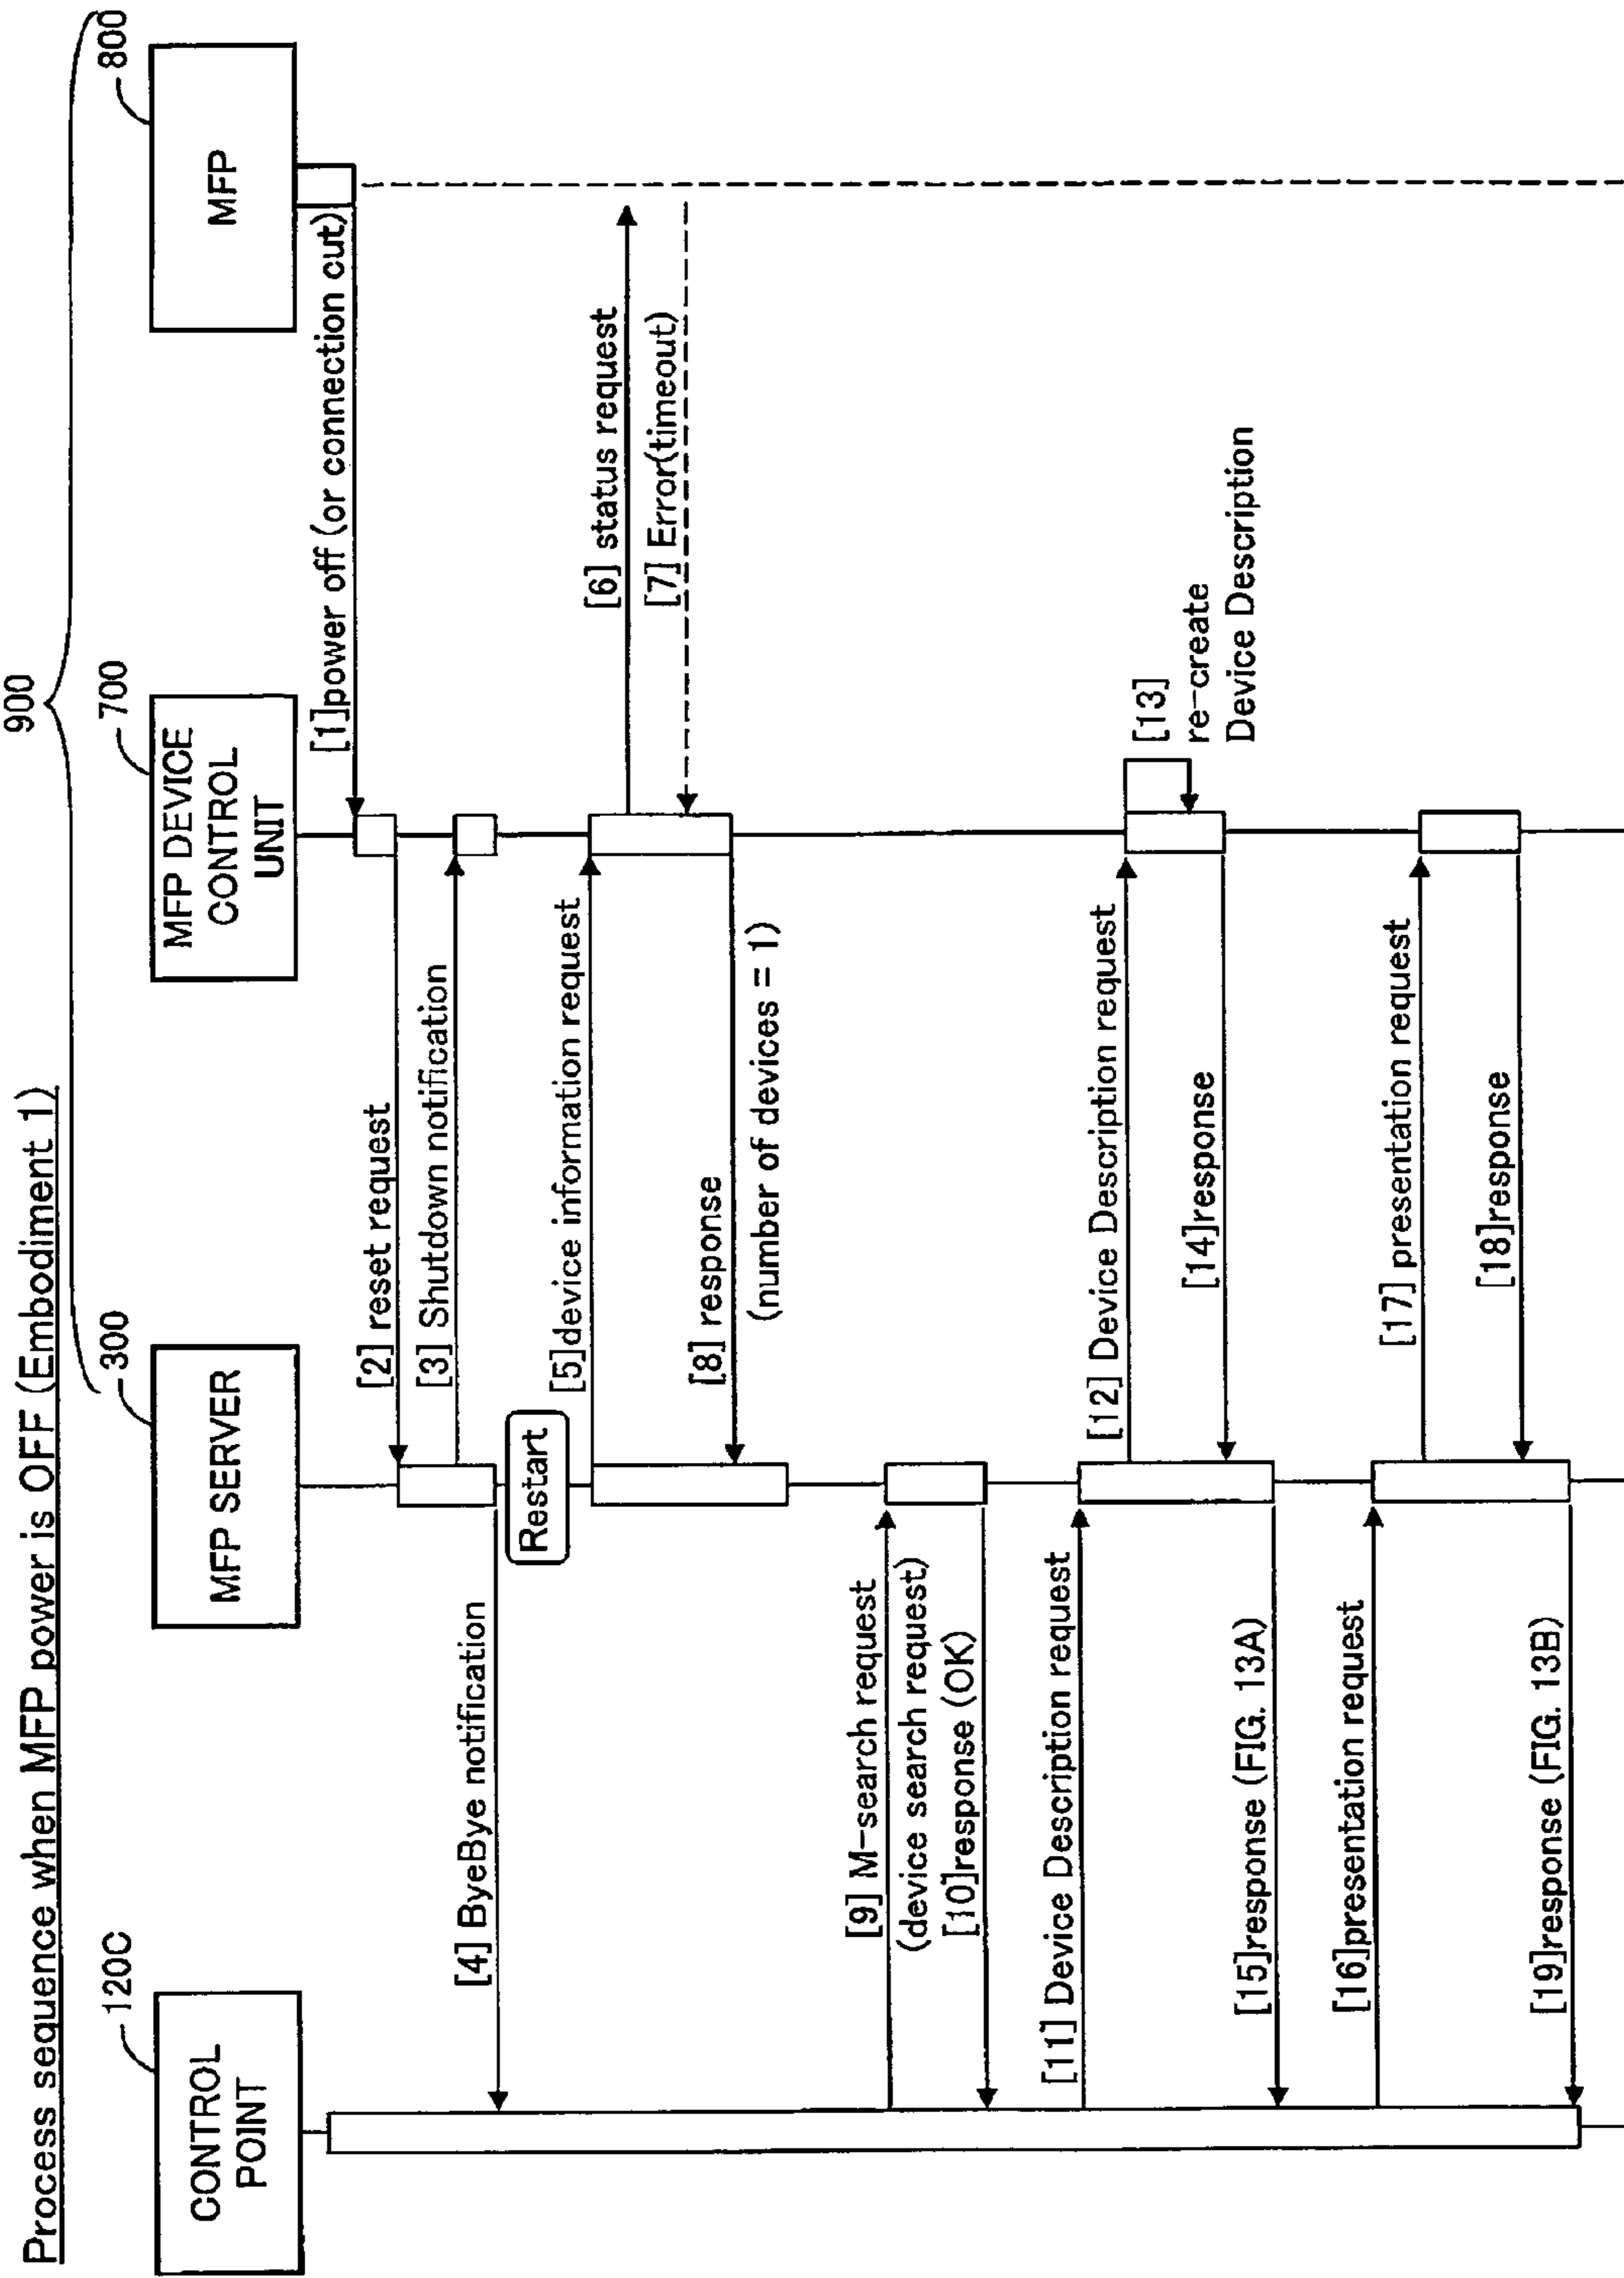 Process sequence when MFP power is OFF (Embodiment 1)
900
120C
300
700
800
CONTROL
POINT
MFP SERVER
MFP DEVICE
CONTROL
UNIT
MFP
[1]power off (or connection cut)
[2] reset request
[3] Shutdown notification
[4] ByeBye notification
Restart
[5]device information request
[6] status request
[7] Error(timeout)
[8] response
(number of devices = 1)
[9] M-search request
(device search request)
[10]response (OK)
[11] Device Description request
[12] Device Description request
[13]
re-create
Device Description
[14]response
[15]response (FIG. 13A)
[16]presentation request
[17] presentation request
[18]response
[19]response (FIG. 13B)